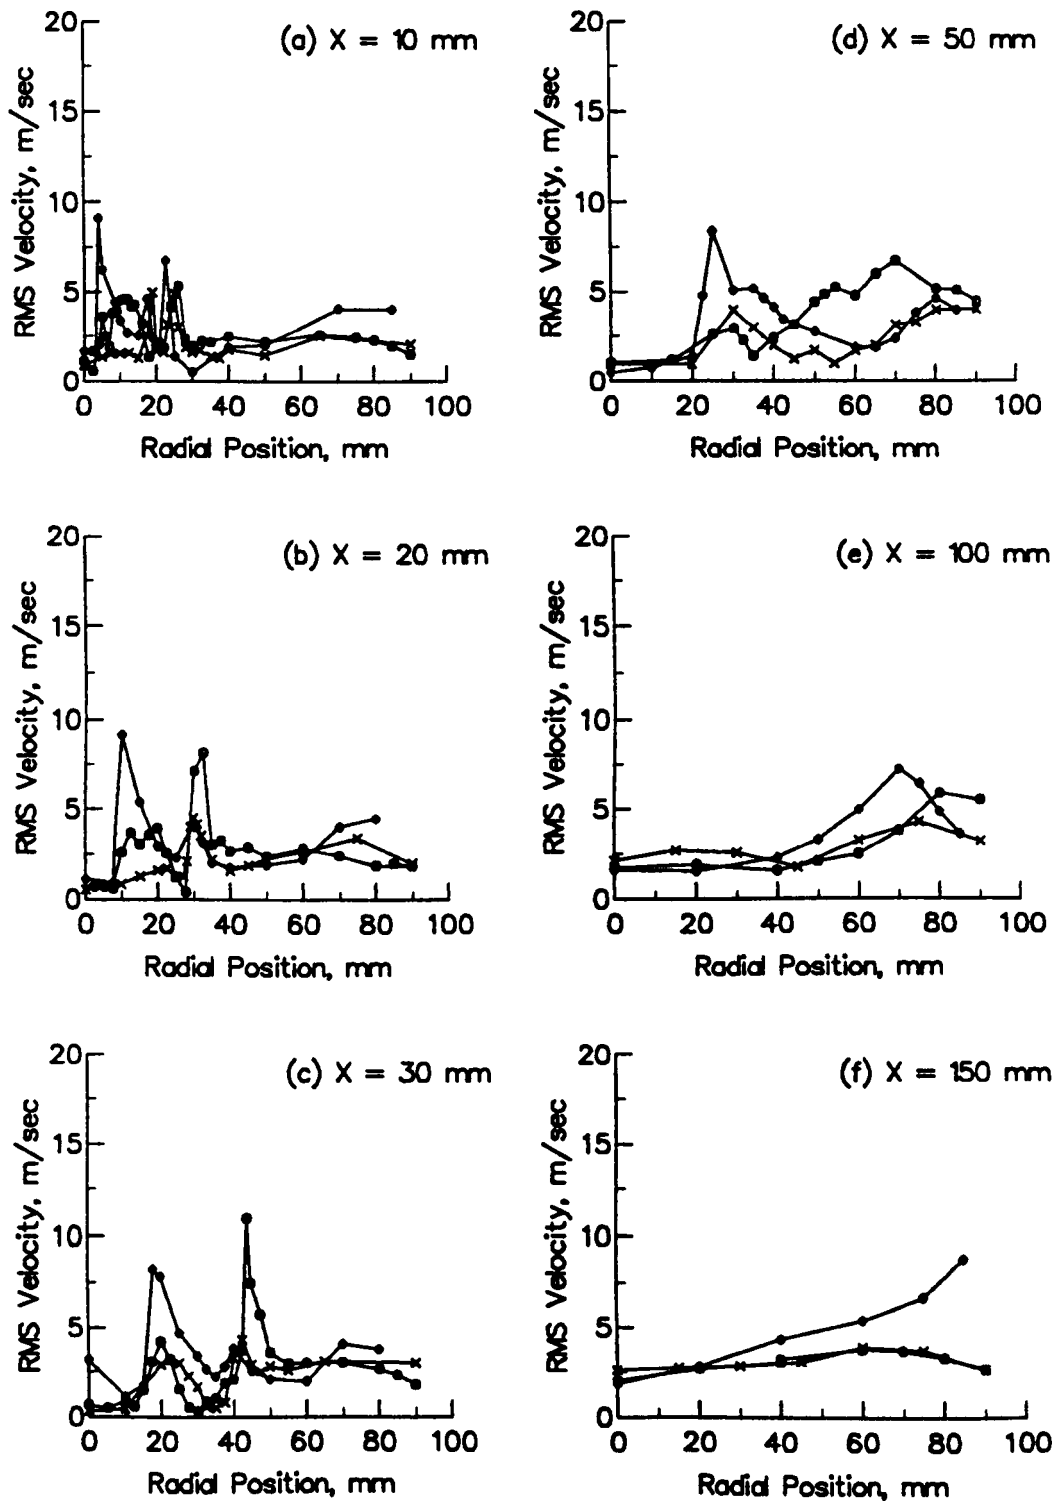 (a) X = 10 mm
RMS Velocity, m/sec
20
15
10
5
0
0 20 40 60 80 100
Radial Position, mm
(d) X = 50 mm
RMS Velocity, m/sec
20
15
10
5
0
0 20 40 60 80 100
Radial Position, mm
(b) X = 20 mm
RMS Velocity, m/sec
20
15
10
5
0
0 20 40 60 80 100
Radial Position, mm
(e) X = 100 mm
RMS Velocity, m/sec
20
15
10
5
0
0 20 40 60 80 100
Radial Position, mm
(c) X = 30 mm
RMS Velocity, m/sec
20
15
10
5
0
0 20 40 60 80 100
Radial Position, mm
(f) X = 150 mm
RMS Velocity, m/sec
20
15
10
5
0
0 20 40 60 80 100
Radial Position, mm